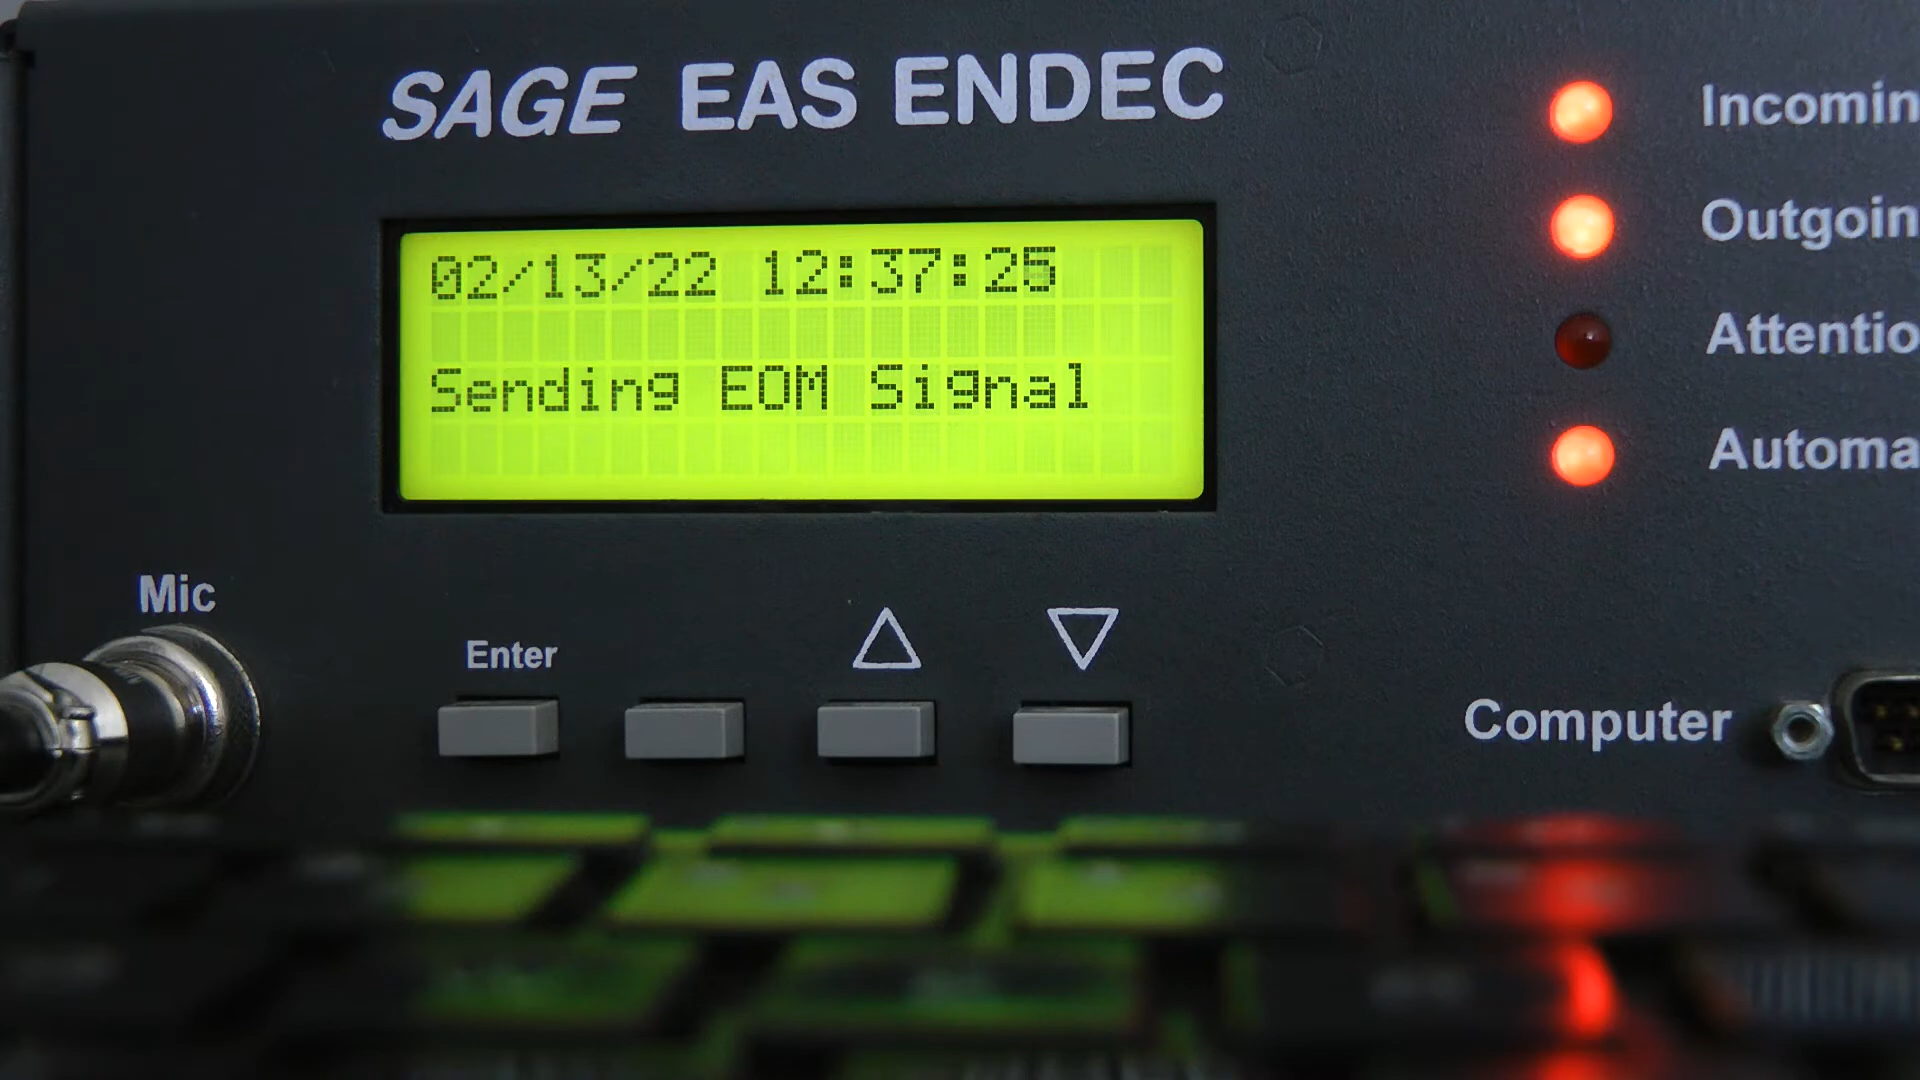 SAGE EAS ENDEC
Incomin
Outgoin
Attentio
Automa
02/13/22 12:37:25
Sending EOM Signal
Mic
Enter
Computer